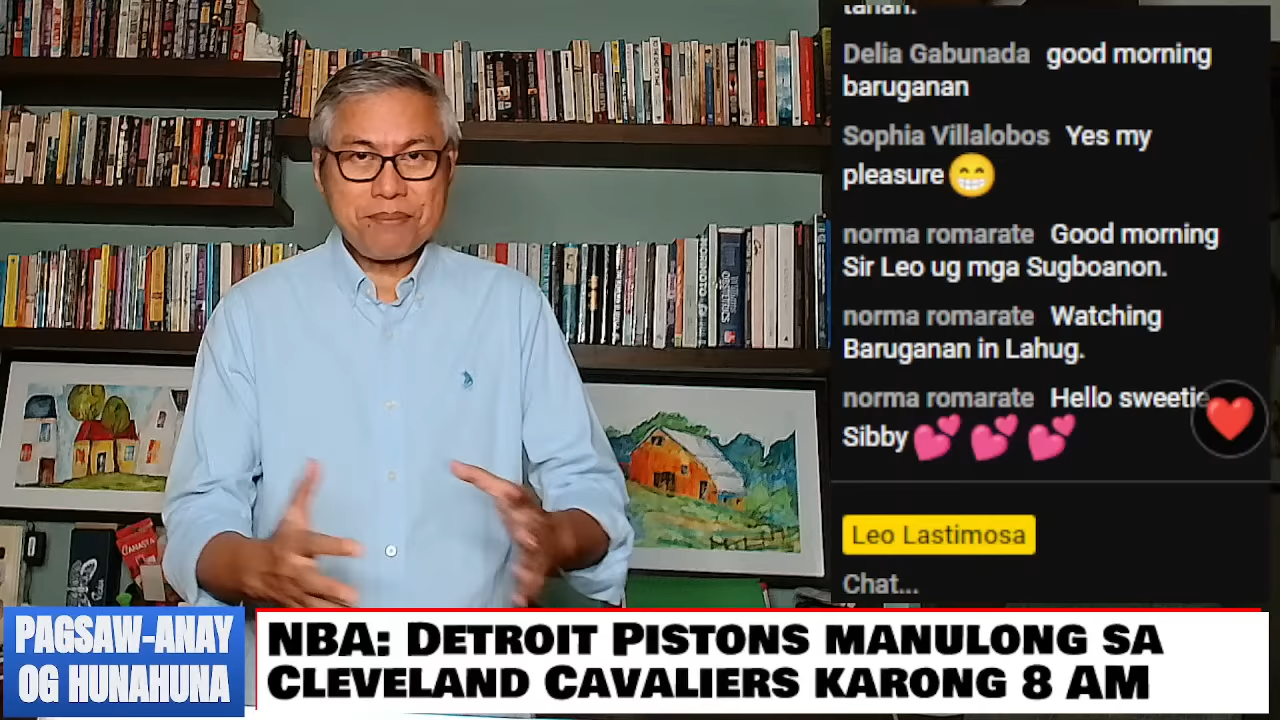 Delia Gabunada good morning
baruganan
Sophia Villalobos Yes my
pleasure😁
norma romarate Good morning
Sir Leo ug mga Sugboanon.
norma romarate Watching
Baruganan in Lahug.
norma romarate Hello sweetie
Sibby💕💕💕
Leo Lastimosa
Chat...
CANASTA
OBSTETRICS
PAGSAW-ANAY
OG HUNAHUNA
NBA: DETROIT PISTONS MANULONG SA
CLEVELAND CAVALIERS KARONG 8 AM